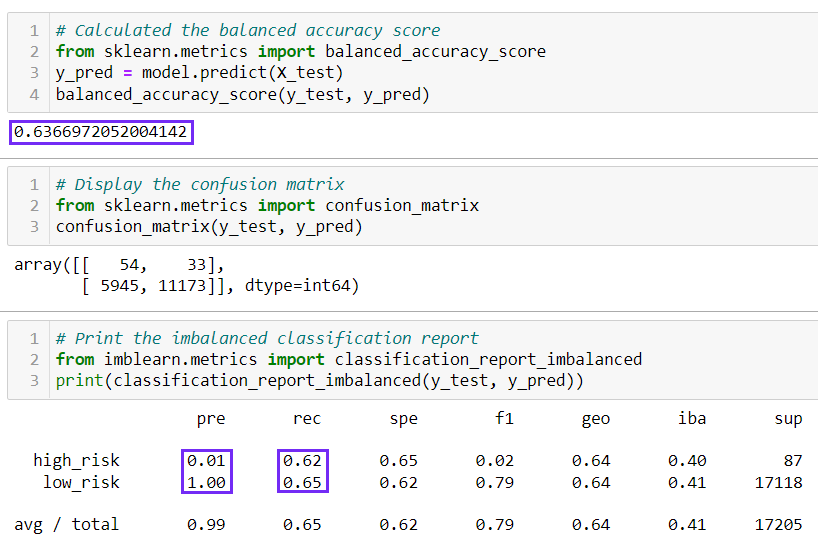 1 # Calculated the balanced accuracy score
2 from sklearn.metrics import balanced_accuracy_score
3 y_pred = model.predict(X_test)
4 balanced_accuracy_score(y_test, y_pred)
0.6366972052004142
1 # Display the confusion matrix
2 from sklearn.metrics import confusion_matrix
3 confusion_matrix(y_test, y_pred)
array([[   54,    33],
       [ 5945, 11173]], dtype=int64)
1 # Print the imbalanced classification report
2 from imblearn.metrics import classification_report_imbalanced
3 print(classification_report_imbalanced(y_test, y_pred))
pre rec spe f1 geo iba sup
high_risk 0.01 0.62 0.65 0.02 0.64 0.40 87
low_risk 1.00 0.65 0.62 0.79 0.64 0.41 17118
avg / total 0.99 0.65 0.62 0.79 0.64 0.41 17205